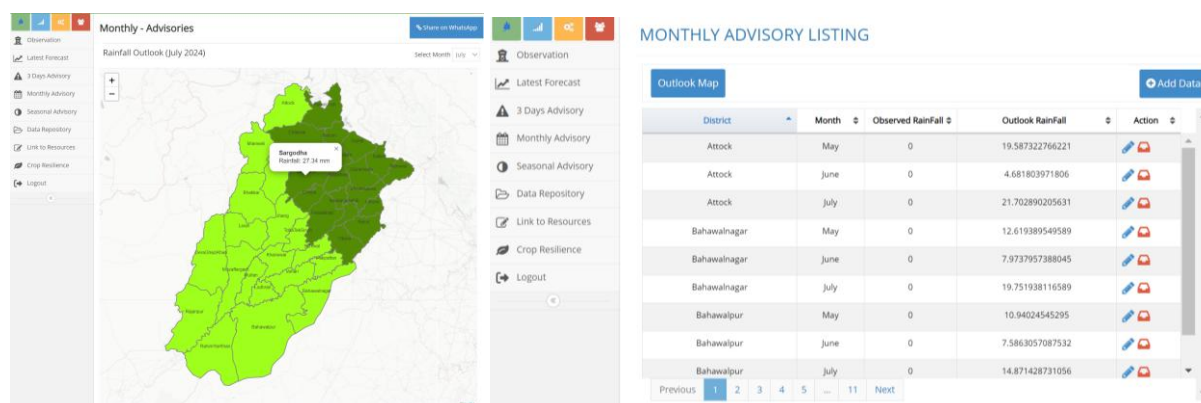 Monthly - Advisories
Share on WhatsApp
Rainfall Outlook (July 2024)
Select Month July
Observation
Latest Forecast
3 Days Advisory
Monthly Advisory
Seasonal Advisory
Data Repository
Link to Resources
Crop Resilience
Logout
+
−
Attock
Sargodha
Rainfall: 27.34 mm
×
Bahawalpur
Observation
Latest Forecast
3 Days Advisory
Monthly Advisory
Seasonal Advisory
Data Repository
Link to Resources
Crop Resilience
Logout
MONTHLY ADVISORY LISTING
Outlook Map
Add Data
District Month Observed RainFall Outlook RainFall Action
Attock May 0 19.587322766221
Attock June 0 4.681803971806
Attock July 0 21.702890205631
Bahawalnagar May 0 12.619389549589
Bahawalnagar June 0 7.9737957388045
Bahawalnagar July 0 19.751938116589
Bahawalpur May 0 10.94024545295
Bahawalpur June 0 7.5863057087532
Bahawalpur July 0 14.871428731056
Previous 1 2 3 4 5 ... 11 Next